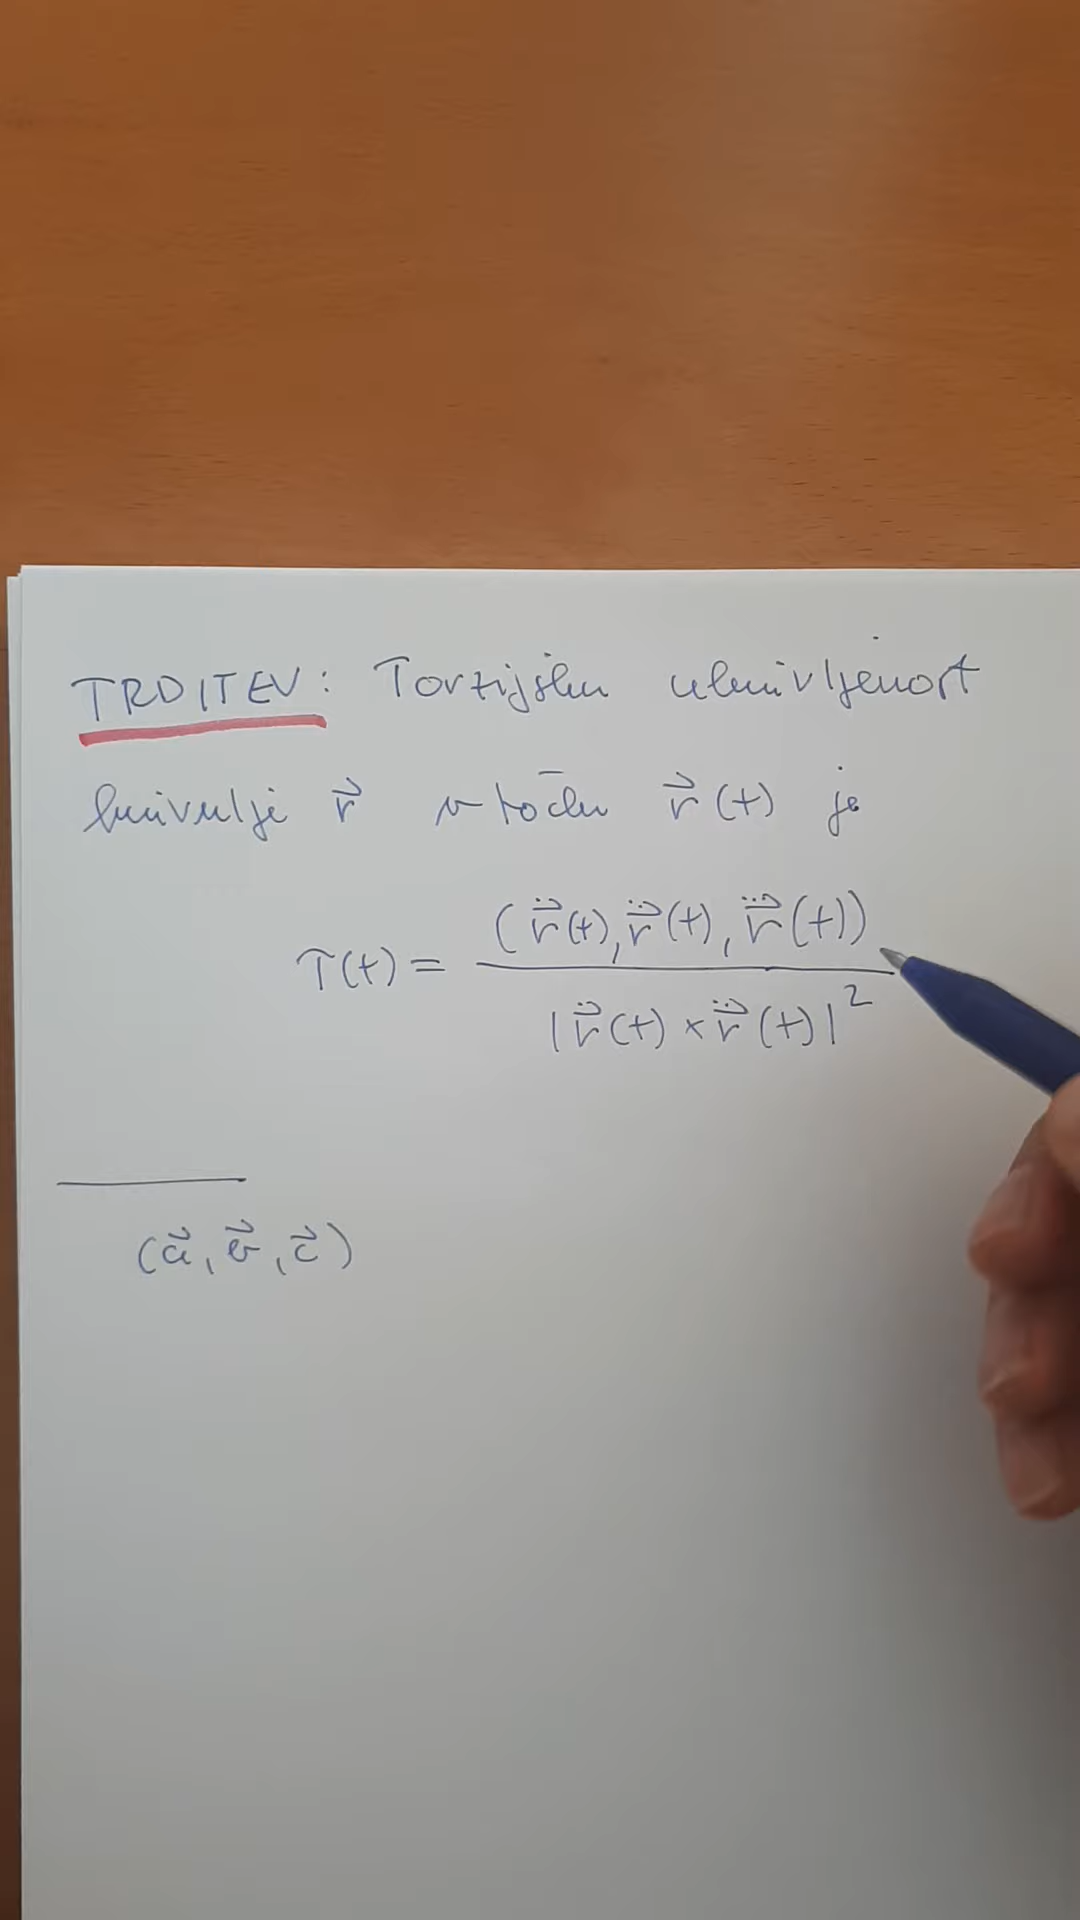 TRDITEV: Torzijska ukrivljenost
krivulje r⃗ v točki r⃗(t) je
τ(t) = (ṙ⃗(t), r̈⃗(t), r⃛⃗(t)) / |ṙ⃗(t) × r̈⃗(t)|²
(a⃗, b⃗, c⃗)